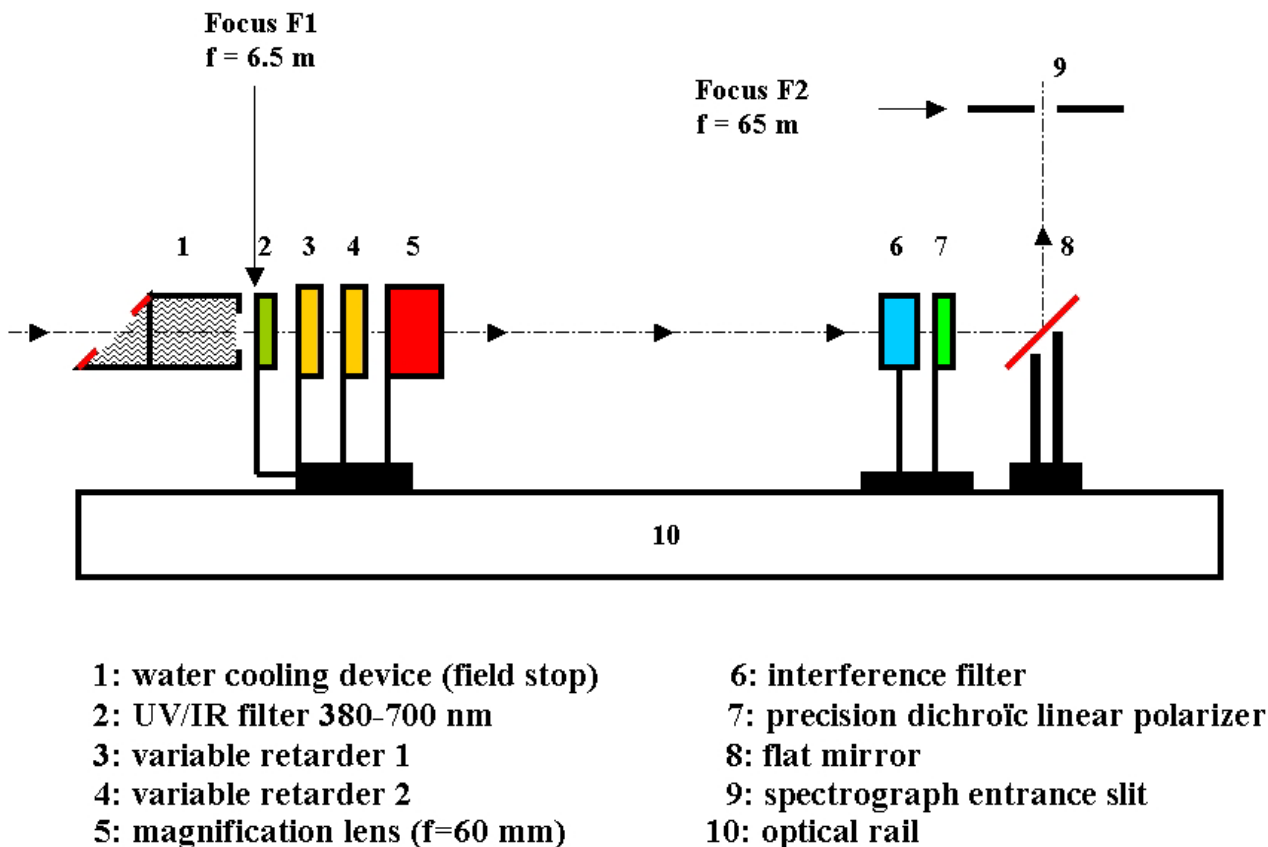 Focus F1
f = 6.5 m
9
Focus F2
f = 65 m
1 2 3 4 5 6 7 8
10
1: water cooling device (field stop)
2: UV/IR filter 380-700 nm
3: variable retarder 1
4: variable retarder 2
5: magnification lens (f=60 mm)
6: interference filter
7: precision dichroïc linear polarizer
8: flat mirror
9: spectrograph entrance slit
10: optical rail